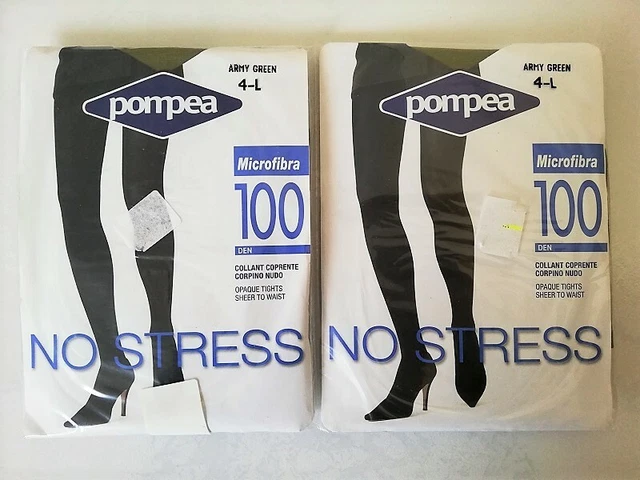 ARMY GREEN
4-L
pompea
Microfibra
100
DEN
COLLANT COPRENTE
CORPINO NUDO
OPAQUE TIGHTS
SHEER TO WAIST
NO STRESS
ARMY GREEN
4-L
pompea
Microfibra
100
DEN
COLLANT COPRENTE
CORPINO NUDO
OPAQUE TIGHTS
SHEER TO WAIST
NO STRESS